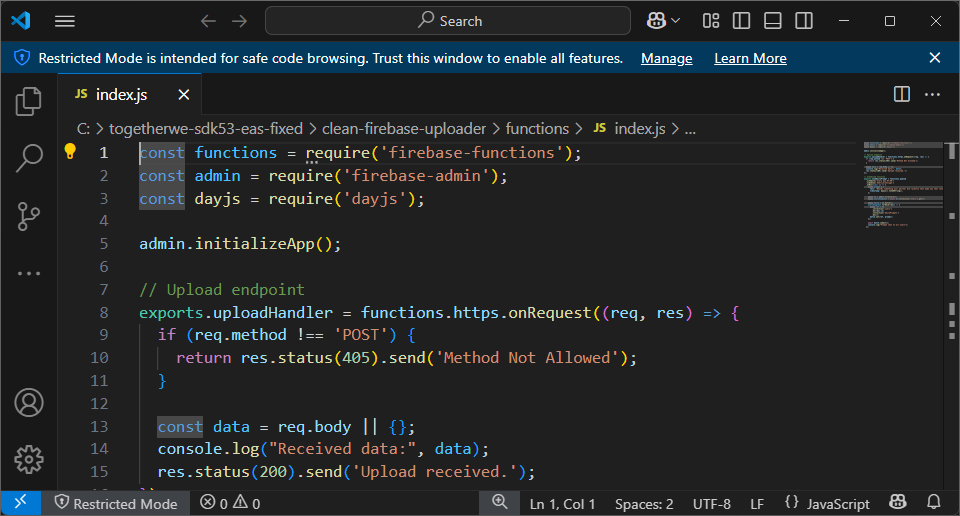 Search
Restricted Mode is intended for safe code browsing. Trust this window to enable all features. Manage Learn More
JS index.js
C: > togetherwe-sdk53-eas-fixed > clean-firebase-uploader > functions > JS index.js > ...
1 const functions = require('firebase-functions');
2 const admin = require('firebase-admin');
3 const dayjs = require('dayjs');
4
5 admin.initializeApp();
6
7 // Upload endpoint
8 exports.uploadHandler = functions.https.onRequest((req, res) => {
9 if (req.method !== 'POST') {
10 return res.status(405).send('Method Not Allowed');
11 }
12
13 const data = req.body || {};
14 console.log("Received data:", data);
15 res.status(200).send('Upload received.');
Restricted Mode 0 0 Ln 1, Col 1 Spaces: 2 UTF-8 LF {} JavaScript